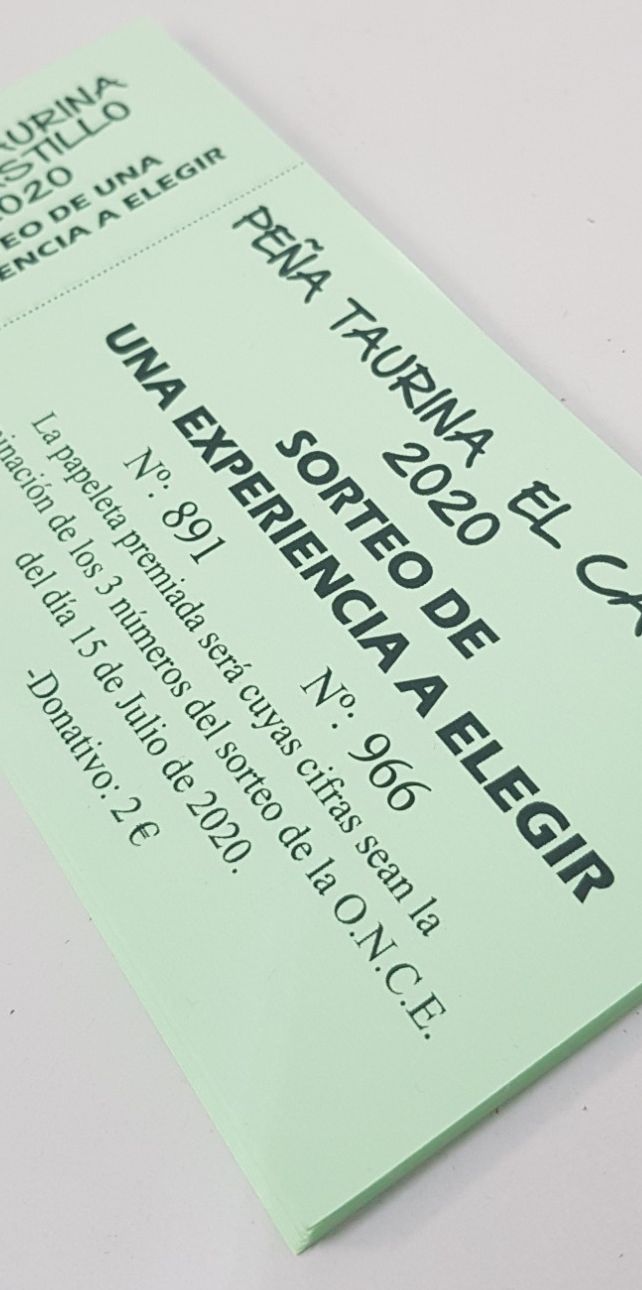 AURINA
STILLO
2020
EO DE UNA
ENCIA A ELEGIR
PEÑA TAURINA EL CA
2020
SORTEO DE
UNA EXPERIENCIA A ELEGIR
Nº: 891 Nº: 966
La papeleta premiada será cuyas cifras sean la
inación de los 3 números del sorteo de la O.N.C.E.
del día 15 de Julio de 2020.
-Donativo: 2 €